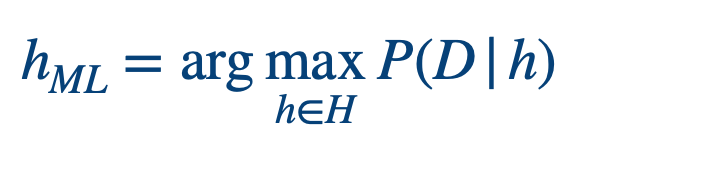 h_ML = arg max P(D | h)
h∈H